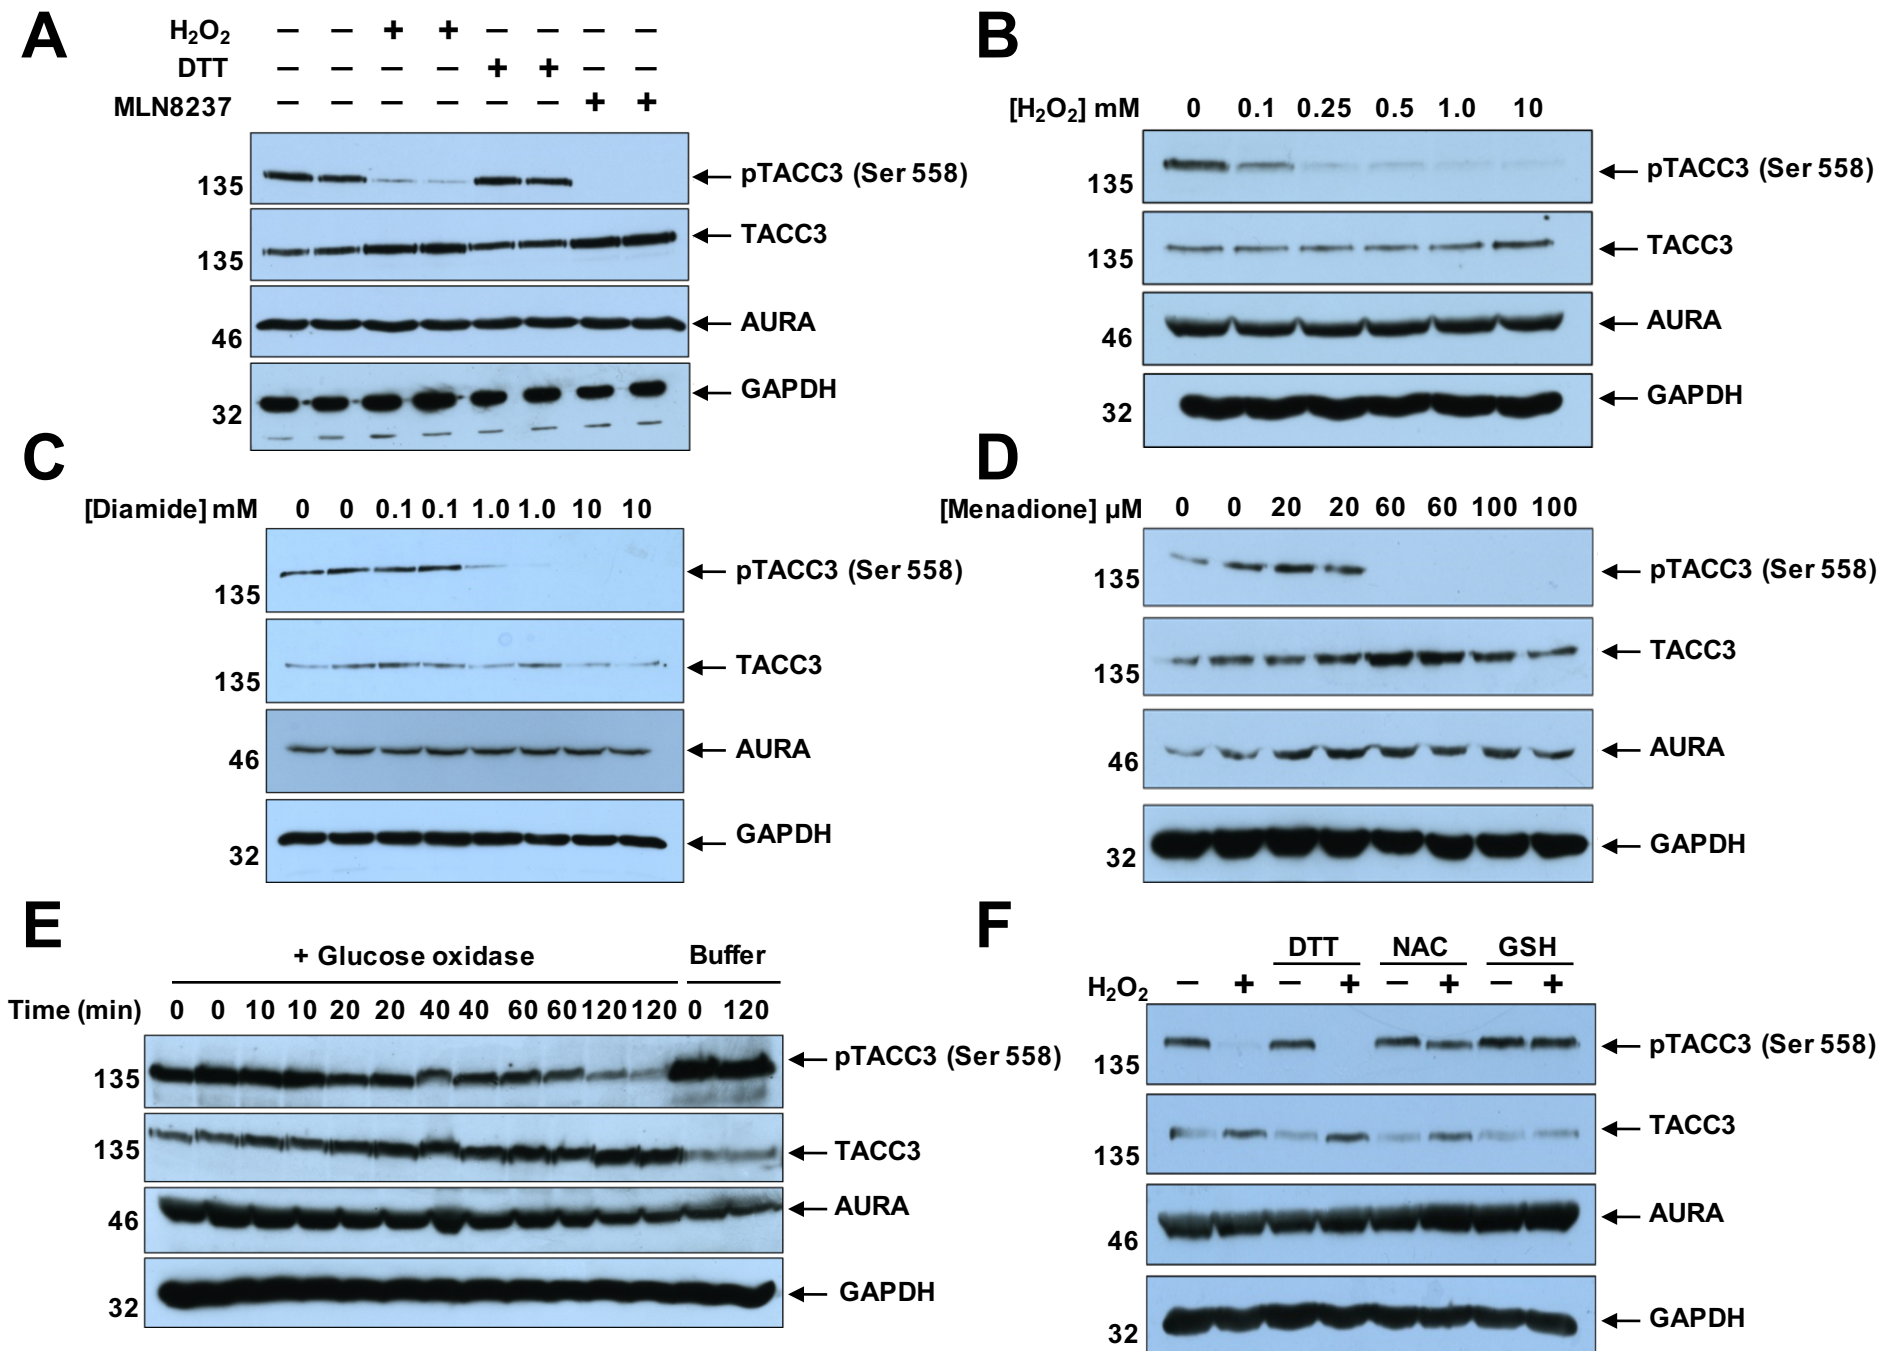 A
H₂O₂ – – + + – – – –
DTT – – – – + + – –
MLN8237 – – – – – – + +
135 pTACC3 (Ser 558)
135 TACC3
46 AURA
32 GAPDH
B
[H₂O₂] mM 0 0.1 0.25 0.5 1.0 10
135 pTACC3 (Ser 558)
135 TACC3
46 AURA
32 GAPDH
C
[Diamide] mM 0 0 0.1 0.1 1.0 1.0 10 10
135 pTACC3 (Ser 558)
135 TACC3
46 AURA
32 GAPDH
D
[Menadione] µM 0 0 20 20 60 60 100 100
135 pTACC3 (Ser 558)
135 TACC3
46 AURA
32 GAPDH
E
+ Glucose oxidase Buffer
Time (min) 0 0 10 10 20 20 40 40 60 60 120 120 0 120
135 pTACC3 (Ser 558)
135 TACC3
46 AURA
32 GAPDH
F
DTT NAC GSH
H₂O₂ – + – + – + – +
135 pTACC3 (Ser 558)
135 TACC3
46 AURA
32 GAPDH